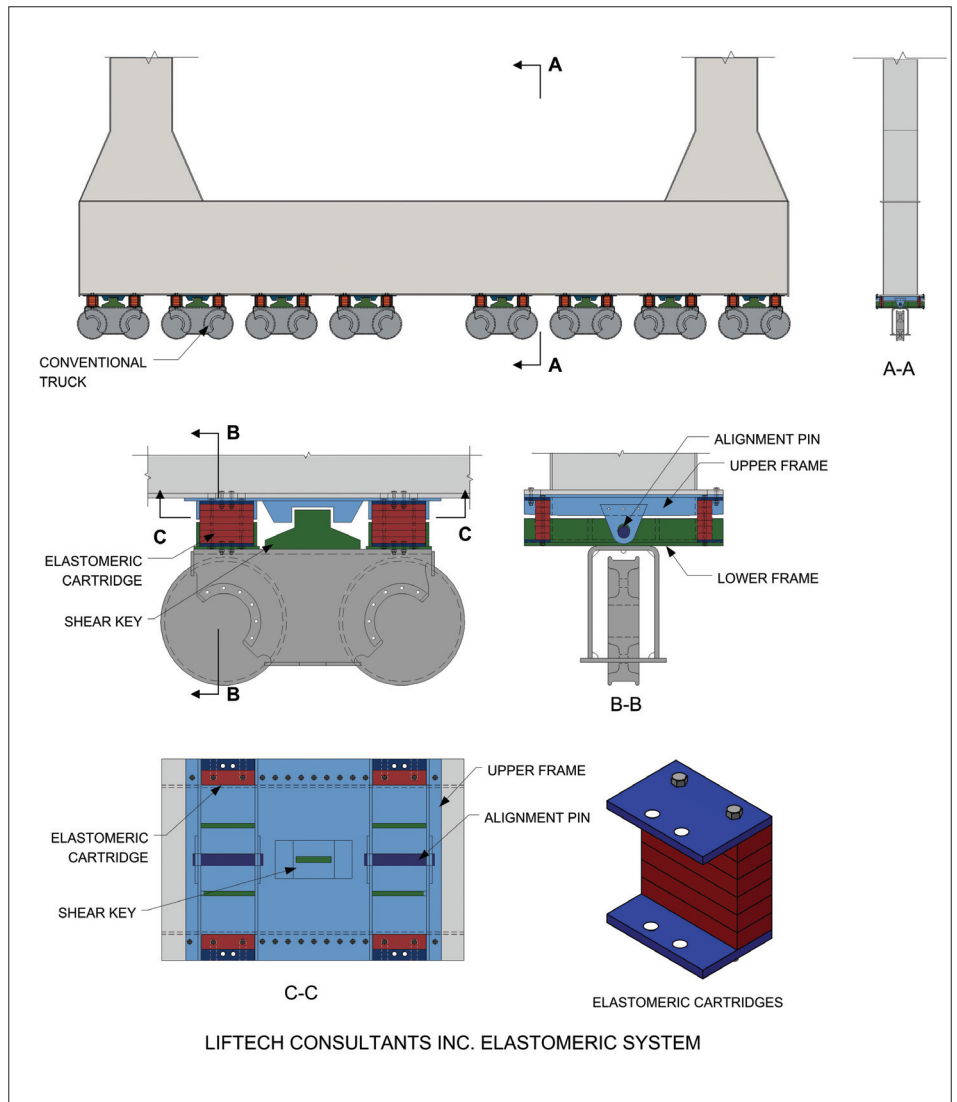 A
CONVENTIONAL
TRUCK
A
A-A
B
ALIGNMENT PIN
UPPER FRAME
C
C
ELASTOMERIC
CARTRIDGE
LOWER FRAME
SHEAR KEY
B
B-B
UPPER FRAME
ALIGNMENT PIN
ELASTOMERIC
CARTRIDGE
SHEAR KEY
C-C
ELASTOMERIC CARTRIDGES
LIFTECH CONSULTANTS INC. ELASTOMERIC SYSTEM